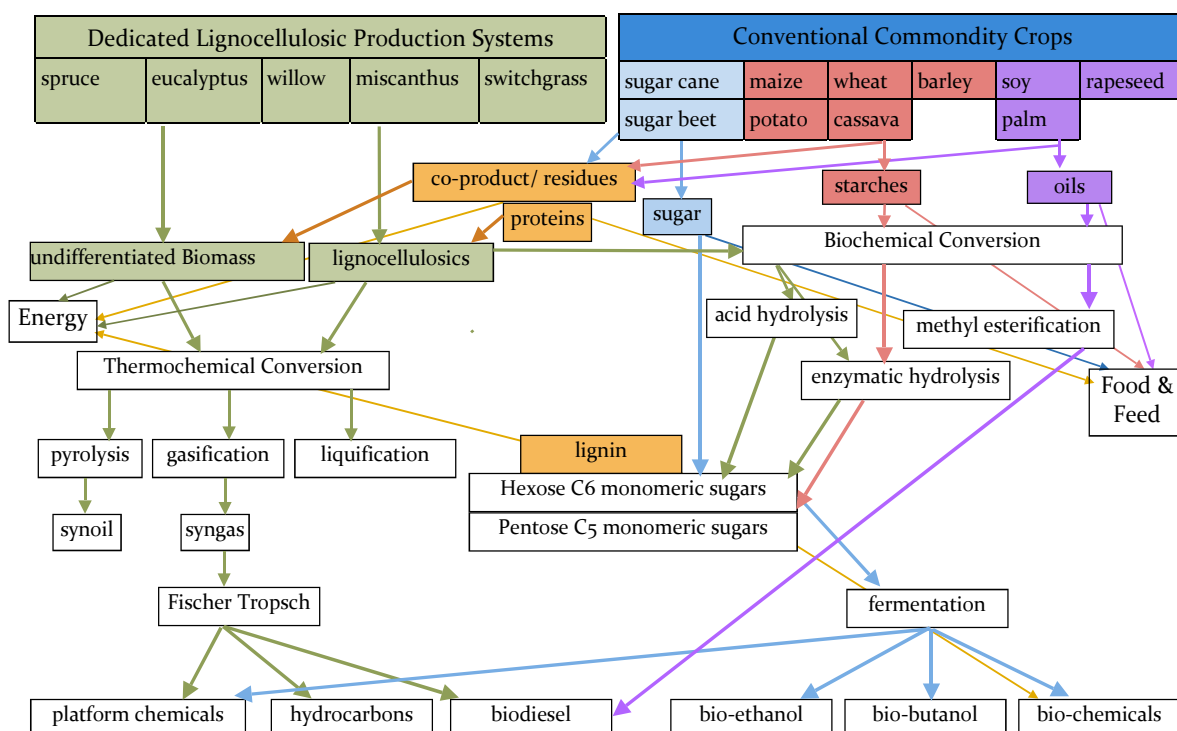 Dedicated Lignocellulosic Production Systems
Conventional Commondity Crops
spruce
eucalyptus
willow
miscanthus
switchgrass
sugar cane
maize
wheat
barley
soy
rapeseed
sugar beet
potato
cassava
palm
co-product/ residues
starches
oils
proteins
sugar
Biochemical Conversion
undifferentiated Biomass
lignocellulosics
Energy
acid hydrolysis
methyl esterification
Thermochemical Conversion
enzymatic hydrolysis
Food &
Feed
pyrolysis
gasification
liquification
lignin
Hexose C6 monomeric sugars
Pentose C5 monomeric sugars
synoil
syngas
Fischer Tropsch
fermentation
platform chemicals
hydrocarbons
biodiesel
bio-ethanol
bio-butanol
bio-chemicals